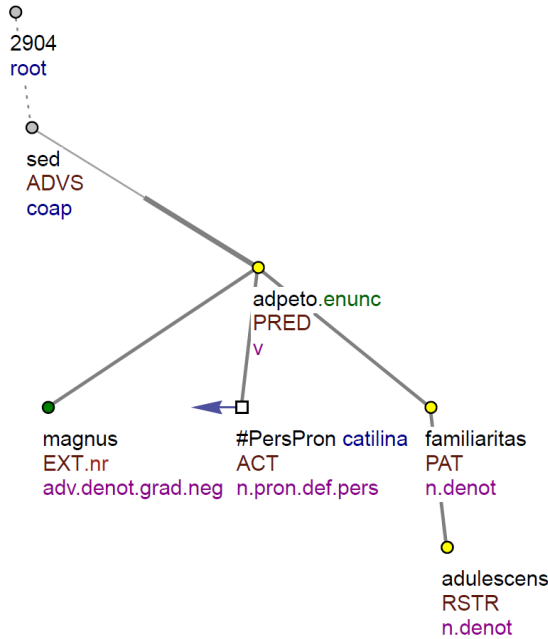 2904
root
sed
ADVS
coap
adpeto.enunc
PRED
v
magnus
EXT.nr
adv.denot.grad.neg
#PersPron catilina
ACT
n.pron.def.pers
familiaritas
PAT
n.denot
adulescens
RSTR
n.denot